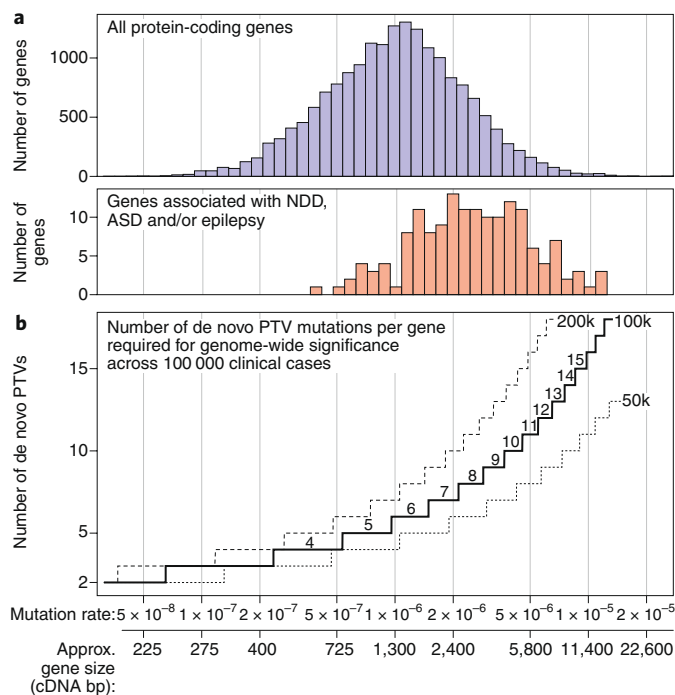 a
All protein-coding genes
Number of genes
1000
500
0
Genes associated with NDD,
ASD and/or epilepsy
Number of
genes
10
5
0
b
Number of de novo PTV mutations per gene
required for genome-wide significance
across 100 000 clinical cases
200k
100k
50k
Number of de novo PTVs
15
10
5
2
4
5
6
7
8
9
10
11
12
13
14
15
Mutation rate: 5 × 10⁻⁸ 1 × 10⁻⁷ 2 × 10⁻⁷ 5 × 10⁻⁷ 1 × 10⁻⁶ 2 × 10⁻⁶ 5 × 10⁻⁶ 1 × 10⁻⁵ 2 × 10⁻⁵
Approx. 225 275 400 725 1,300 2,400 5,800 11,400 22,600
gene size
(cDNA bp):